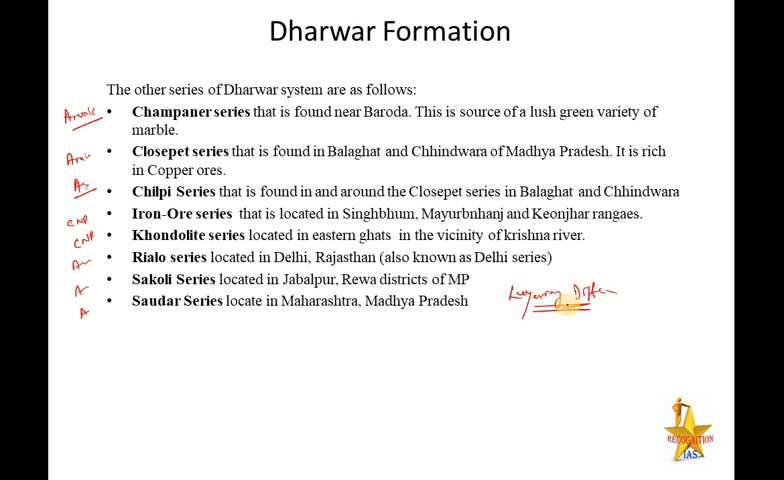 Dharwar Formation
The other series of Dharwar system are as follows:
• Champaner series that is found near Baroda. This is source of a lush green variety of
marble.
• Closepet series that is found in Balaghat and Chhindwara of Madhya Pradesh. It is rich
in Copper ores.
• Chilpi Series that is found in and around the Closepet series in Balaghat and Chhindwara
• Iron-Ore series that is located in Singhbhum, Mayurbnhanj and Keonjhar rangaes.
CNP
• Khondolite series located in eastern ghats in the vicinity of krishna river.
CNP
• Rialo series located in Delhi, Rajasthan (also known as Delhi series)
• Sakoli Series located in Jabalpur, Rewa districts of MP
A
• Saudar Series locate in Maharashtra, Madhya Pradesh
A
RECOGNITION
IAS